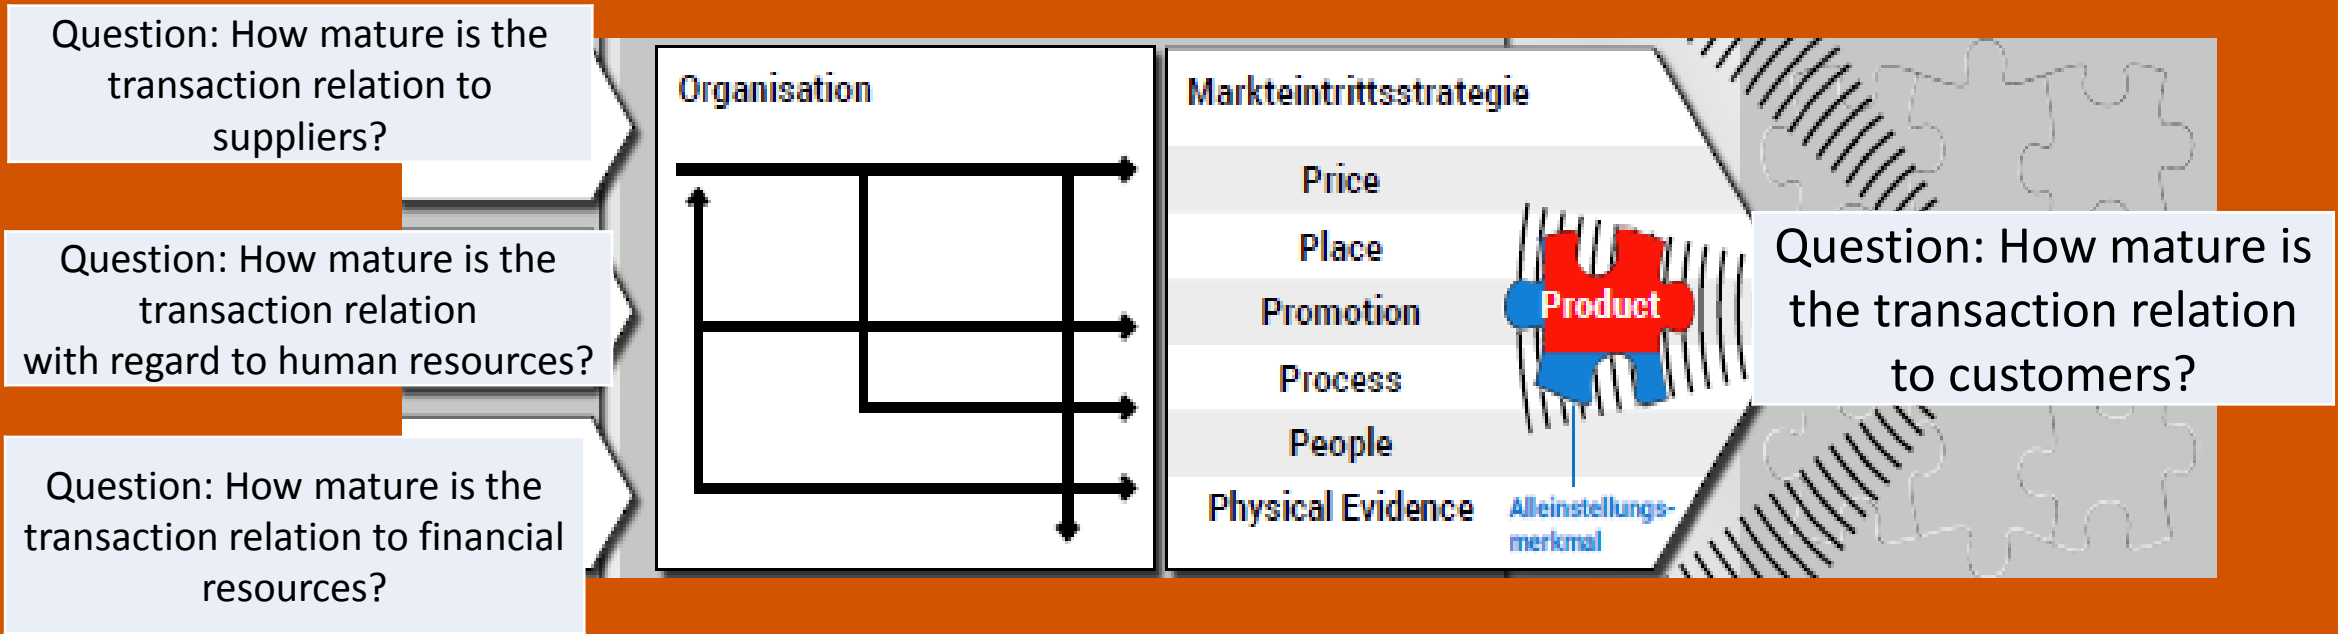 Question: How mature is the
transaction relation to
suppliers?
Question: How mature is the
transaction relation
with regard to human resources?
Question: How mature is the
transaction relation to financial
resources?
Organisation
Markteintrittsstrategie
Price
Place
Promotion
Process
People
Physical Evidence
Product
Alleinstellungs-
merkmal
Question: How mature is
the transaction relation
to customers?